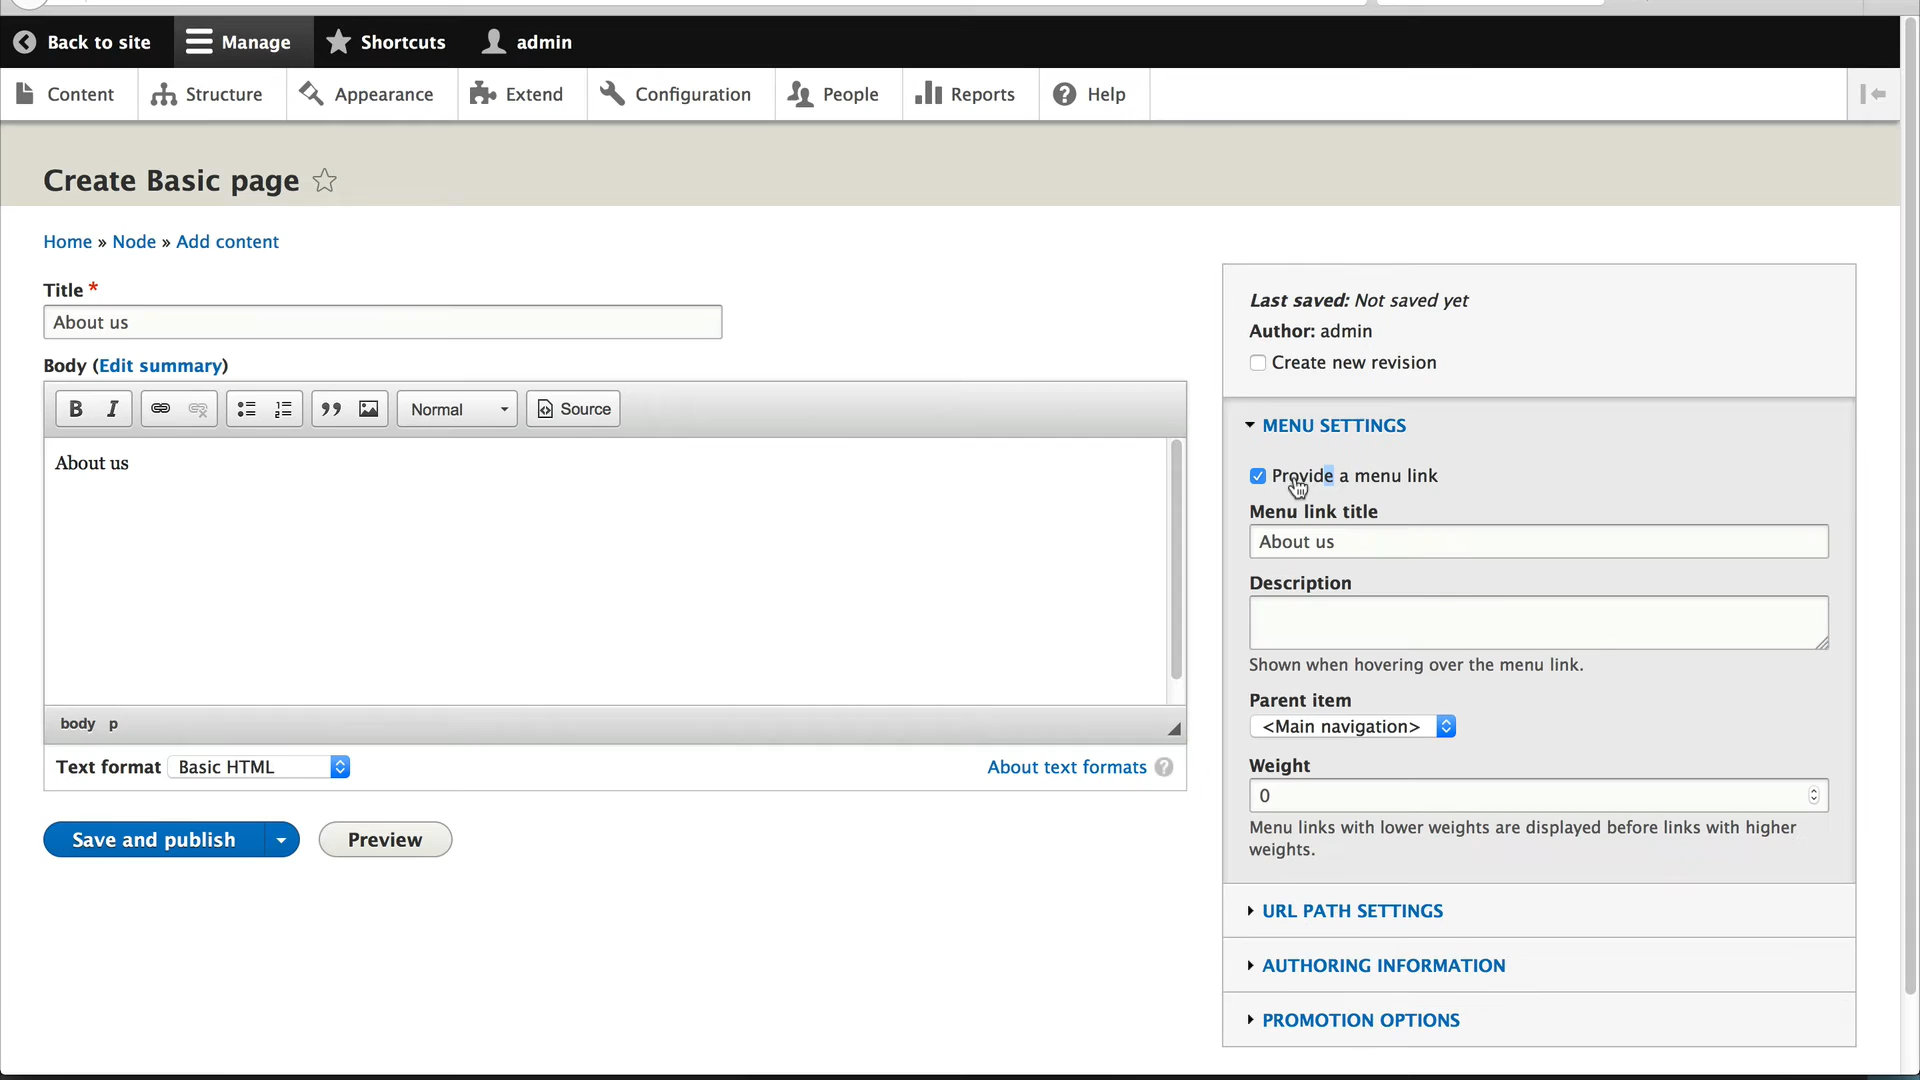 Back to site Manage Shortcuts admin
Content Structure Appearance Extend Configuration People Reports Help
Create Basic page
Home » Node » Add content
Title *
About us
Body (Edit summary)
B I Normal Source
About us
body p
Text format Basic HTML About text formats ?
Save and publish Preview
Last saved: Not saved yet
Author: admin
Create new revision
MENU SETTINGS
Provide a menu link
Menu link title
About us
Description
Shown when hovering over the menu link.
Parent item
<Main navigation>
Weight
0
Menu links with lower weights are displayed before links with higher
weights.
URL PATH SETTINGS
AUTHORING INFORMATION
PROMOTION OPTIONS